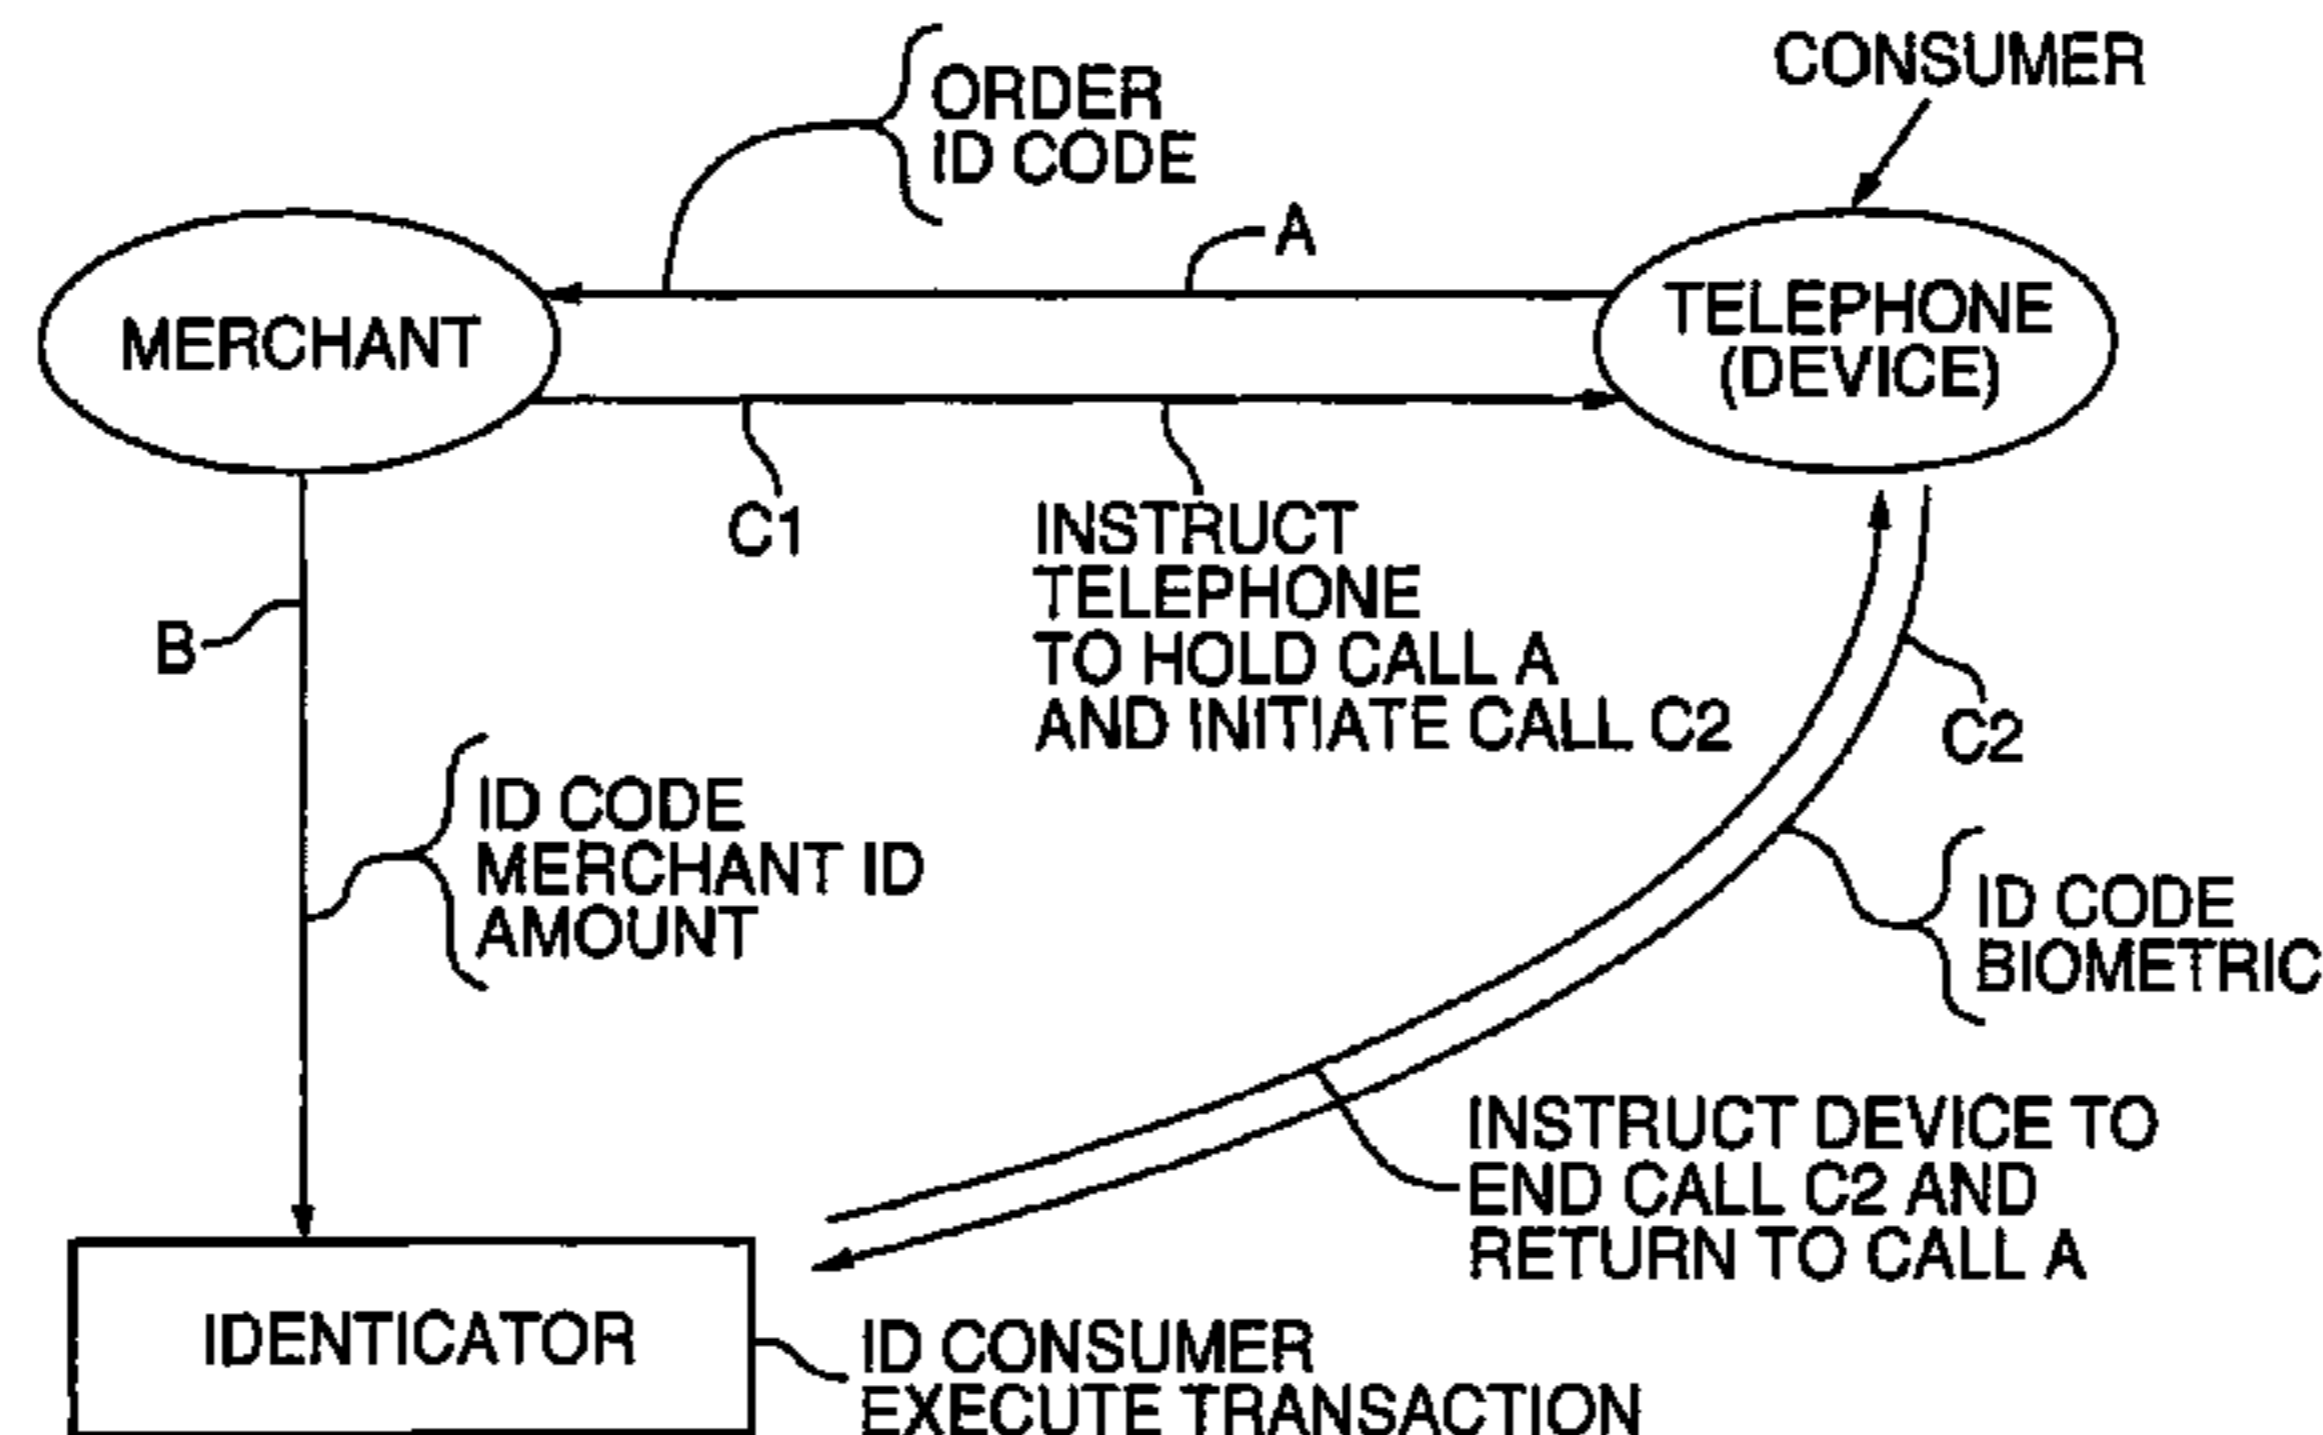 ORDER
ID CODE
CONSUMER
A
MERCHANT
TELEPHONE
(DEVICE)
C1
INSTRUCT
TELEPHONE
TO HOLD CALL A
AND INITIATE CALL C2
B
C2
ID CODE
MERCHANT ID
AMOUNT
ID CODE
BIOMETRIC
INSTRUCT DEVICE TO
END CALL C2 AND
RETURN TO CALL A
IDENTICATOR
ID CONSUMER
EXECUTE TRANSACTION